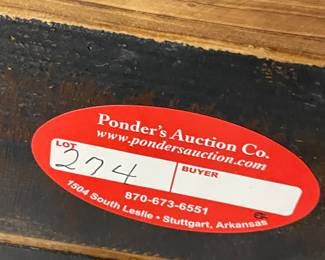 Ponder's Auction Co.
www.pondersauction.com
LOT
274
BUYER
870-673-6551
1504 South Leslie • Stuttgart, Arkansas